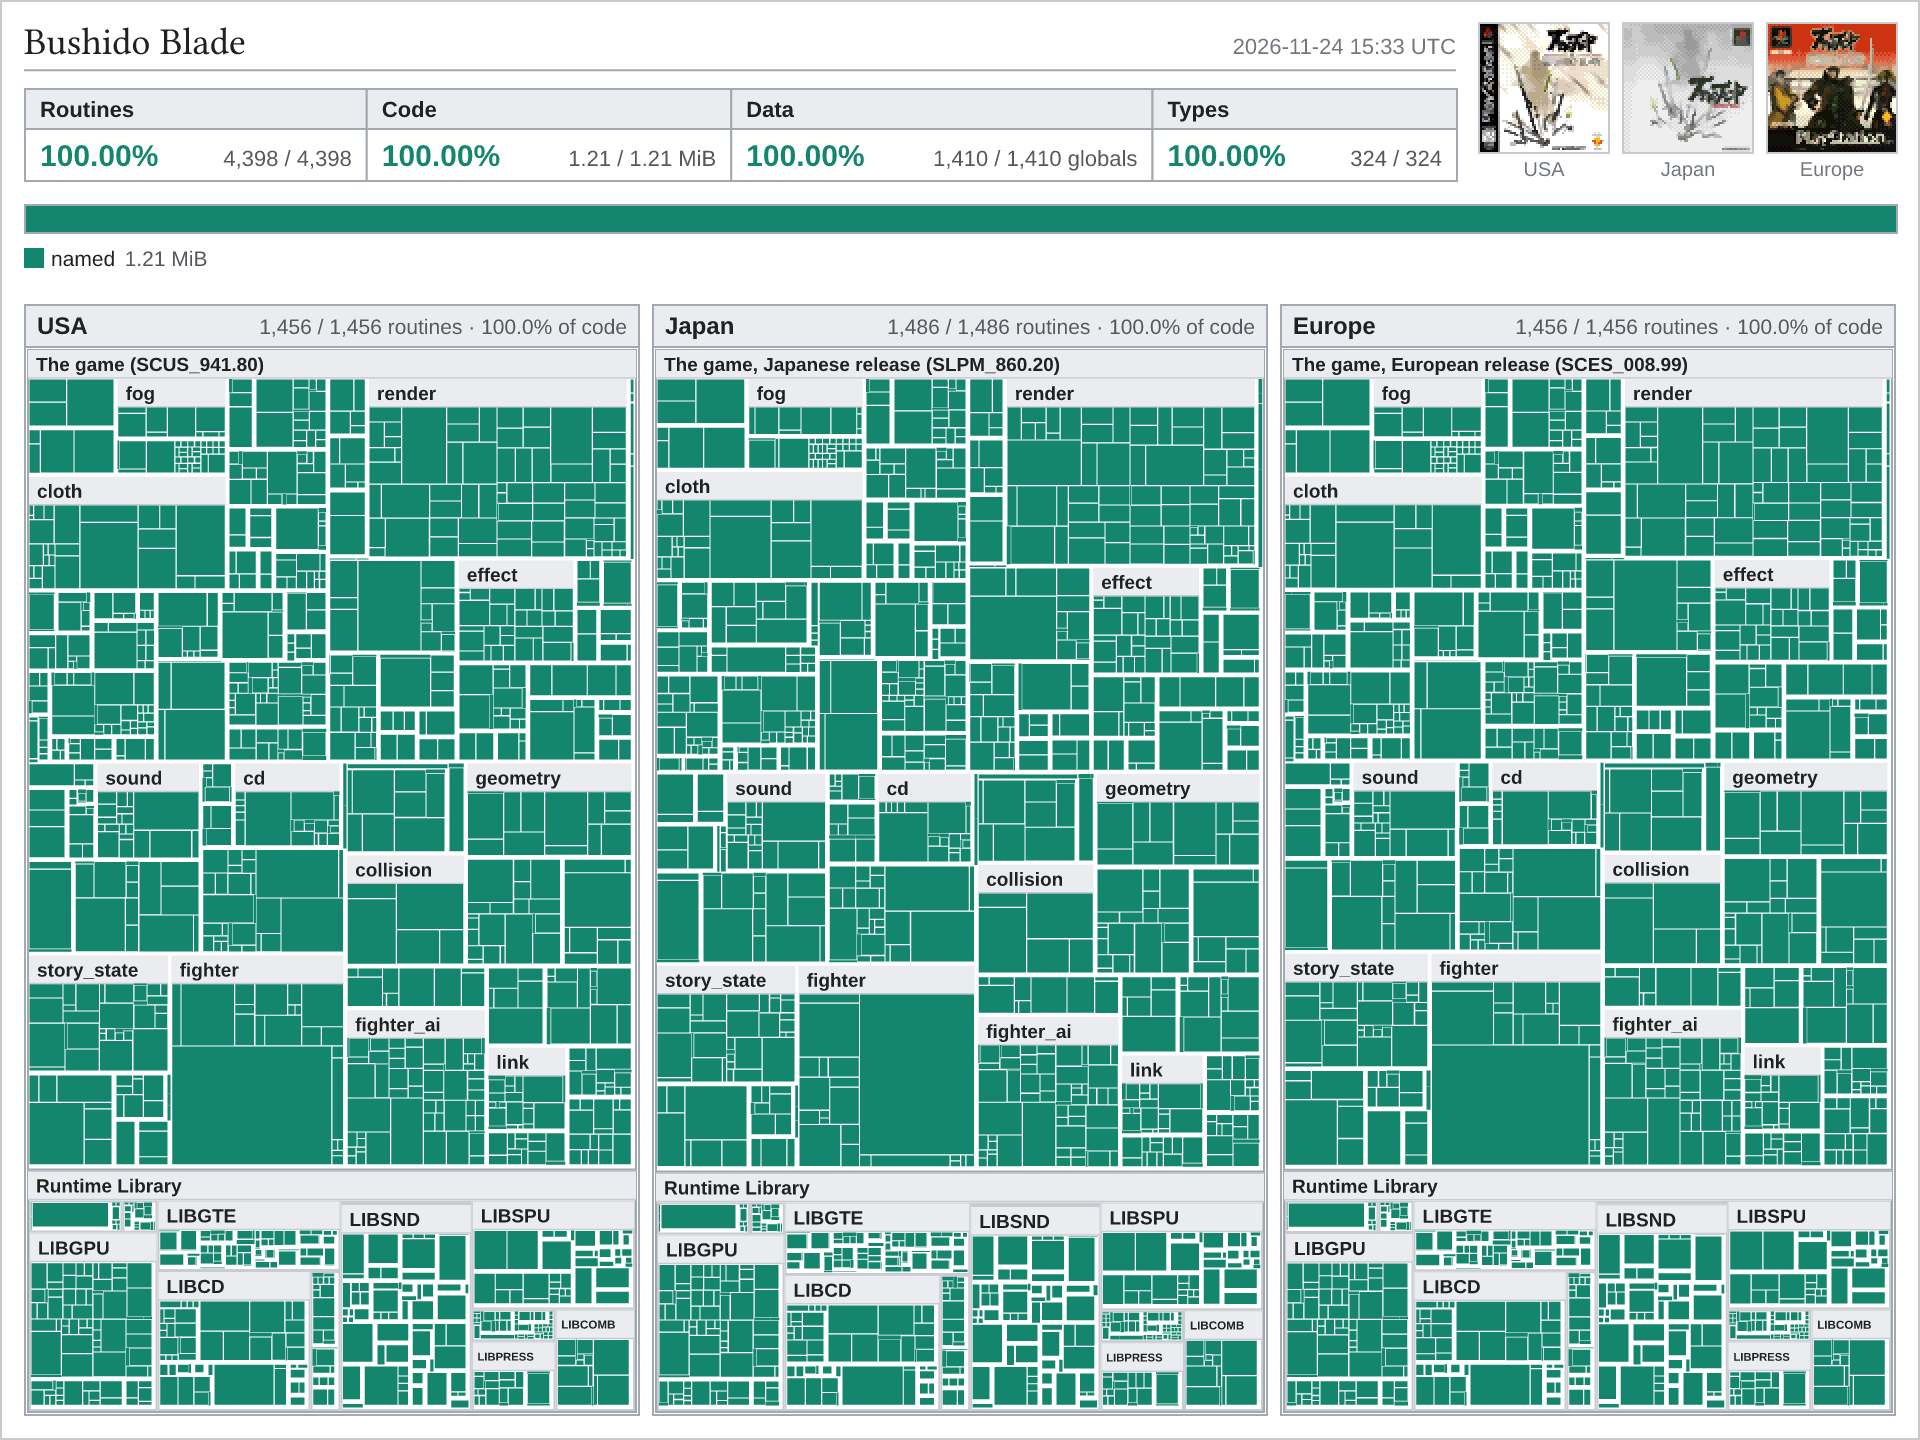 Bushido Blade
2026-11-24 15:33 UTC
Routines
Code
Data
Types
100.00% 4,398 / 4,398
100.00% 1.21 / 1.21 MiB
100.00% 1,410 / 1,410 globals
100.00% 324 / 324
USA
Japan
Europe
named 1.21 MiB
USA 1,456 / 1,456 routines · 100.0% of code
The game (SCUS_941.80)
fog
render
cloth
effect
sound
cd
geometry
collision
story_state
fighter
fighter_ai
link
Runtime Library
LIBGTE
LIBSND
LIBSPU
LIBGPU
LIBCD
LIBCOMB
LIBPRESS
Japan 1,486 / 1,486 routines · 100.0% of code
The game, Japanese release (SLPM_860.20)
fog
render
cloth
effect
sound
cd
geometry
collision
story_state
fighter
fighter_ai
link
Runtime Library
LIBGTE
LIBSND
LIBSPU
LIBGPU
LIBCD
LIBCOMB
LIBPRESS
Europe 1,456 / 1,456 routines · 100.0% of code
The game, European release (SCES_008.99)
fog
render
cloth
effect
sound
cd
geometry
collision
story_state
fighter
fighter_ai
link
Runtime Library
LIBGTE
LIBSND
LIBSPU
LIBGPU
LIBCD
LIBCOMB
LIBPRESS